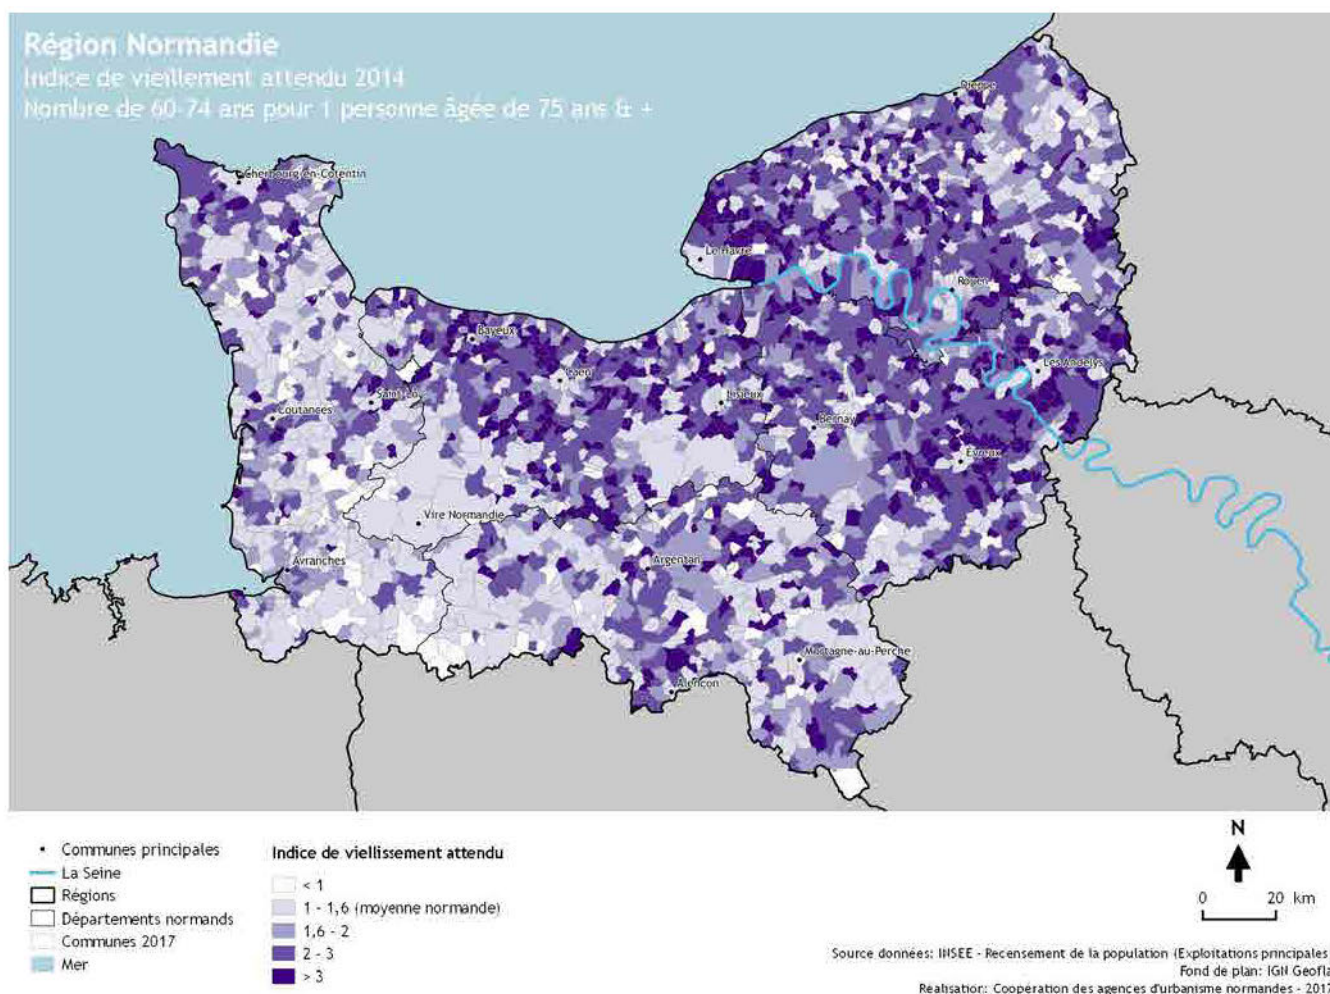 Région Normandie
Indice de vieillement attendu 2014
Nombre de 60-74 ans pour 1 personne âgée de 75 ans & +
Dieppe
Cherbourg-en-Cotentin
Le Havre
Rouen
Bayeux
Les Andelys
Caen
Saint-Lô
Lisieux
Coutances
Bernay
Évreux
Vire Normandie
Avranches
Argentan
Mortagne-au-Perche
Alençon
Communes principales
La Seine
Régions
Départements normands
Communes 2017
Mer
Indice de viellissement attendu
< 1
1 - 1,6 (moyenne normande)
1,6 - 2
2 - 3
> 3
N
0 20 km
Source données: INSEE - Recensement de la population (Exploitations principales
Fond de plan: IGN Geofla
Réalisation: Coopération des agences d'urbanisme normandes - 2017